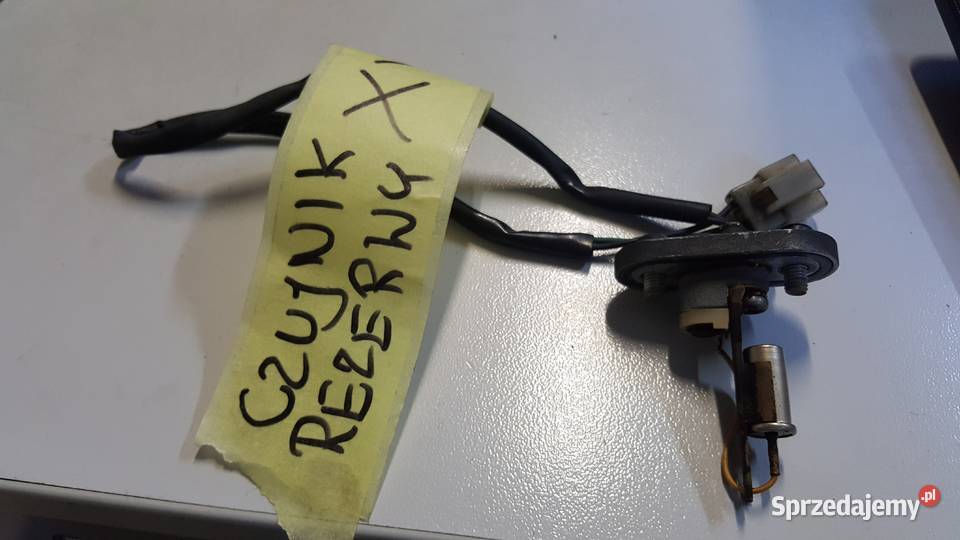 X
CZUJNIK
REZERWY
Sprzedajemy.pl